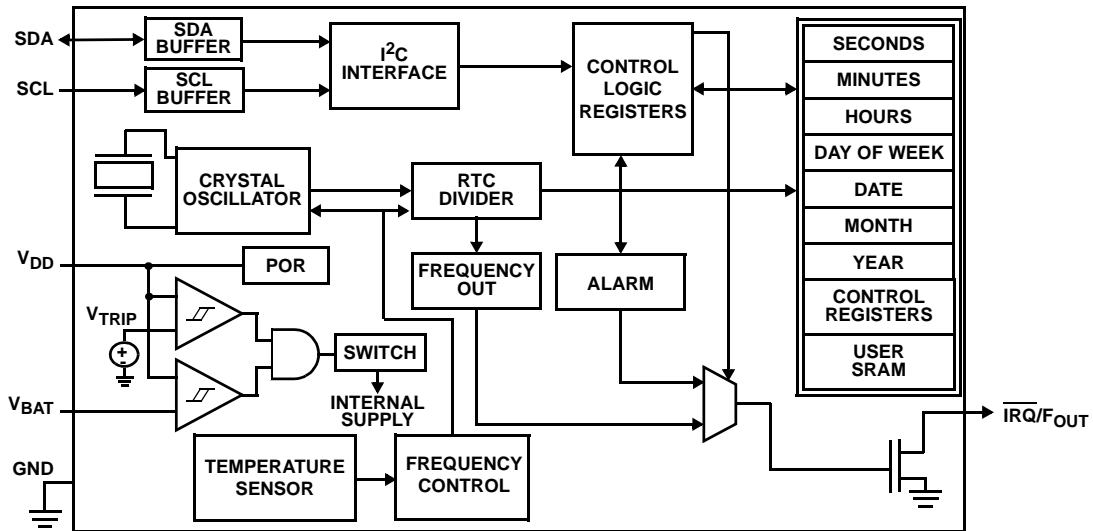 SDA
SDA
BUFFER
SCL
SCL
BUFFER
I²C
INTERFACE
CONTROL
LOGIC
REGISTERS
SECONDS
MINUTES
HOURS
DAY OF WEEK
DATE
MONTH
YEAR
CONTROL
REGISTERS
USER
SRAM
CRYSTAL
OSCILLATOR
RTC
DIVIDER
FREQUENCY
OUT
ALARM
VDD
POR
VTRIP
+
-
SWITCH
INTERNAL
SUPPLY
VBAT
GND
TEMPERATURE
SENSOR
FREQUENCY
CONTROL
I̅R̅Q̅/FOUT